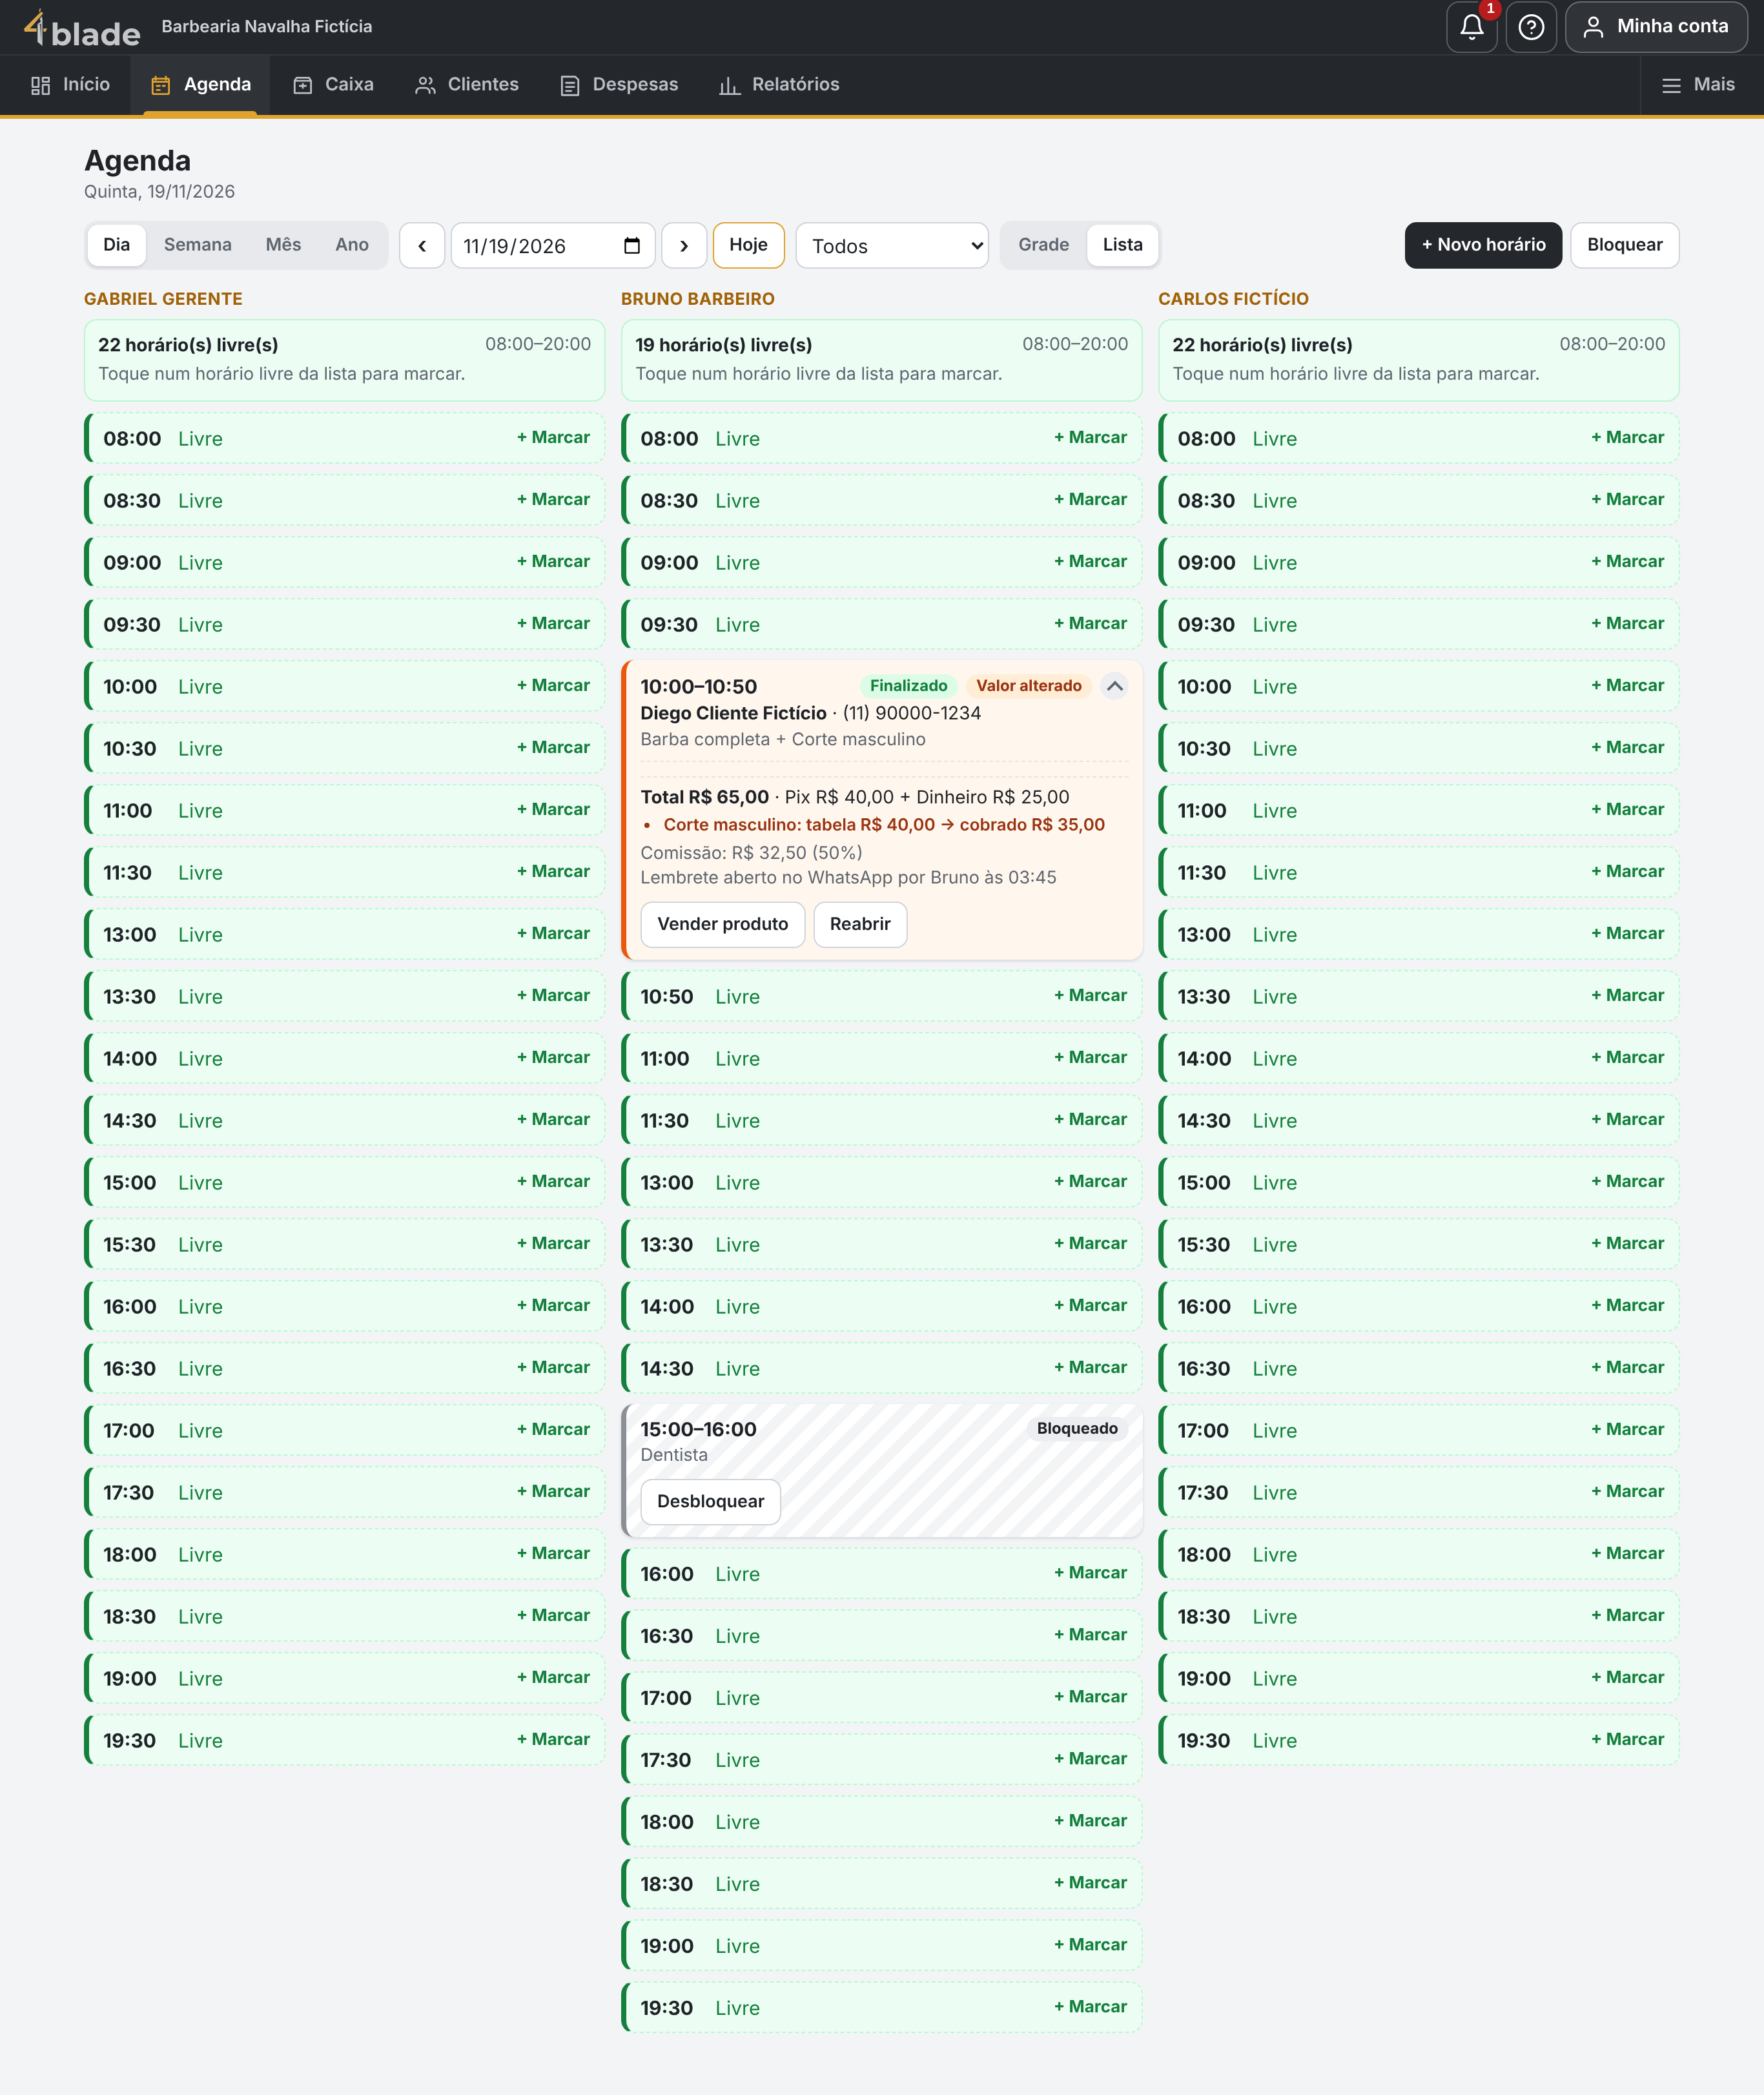 4blade
Barbearia Navalha Fictícia
1
Minha conta
Início
Agenda
Caixa
Clientes
Despesas
Relatórios
Mais
Agenda
Quinta, 19/11/2026
Dia
Semana
Mês
Ano
11/19/2026
Hoje
Todos
Grade
Lista
+ Novo horário
Bloquear
GABRIEL GERENTE
22 horário(s) livre(s) 08:00–20:00
Toque num horário livre da lista para marcar.
08:00 Livre + Marcar
08:30 Livre + Marcar
09:00 Livre + Marcar
09:30 Livre + Marcar
10:00 Livre + Marcar
10:30 Livre + Marcar
11:00 Livre + Marcar
11:30 Livre + Marcar
13:00 Livre + Marcar
13:30 Livre + Marcar
14:00 Livre + Marcar
14:30 Livre + Marcar
15:00 Livre + Marcar
15:30 Livre + Marcar
16:00 Livre + Marcar
16:30 Livre + Marcar
17:00 Livre + Marcar
17:30 Livre + Marcar
18:00 Livre + Marcar
18:30 Livre + Marcar
19:00 Livre + Marcar
19:30 Livre + Marcar
BRUNO BARBEIRO
19 horário(s) livre(s) 08:00–20:00
Toque num horário livre da lista para marcar.
08:00 Livre + Marcar
08:30 Livre + Marcar
09:00 Livre + Marcar
09:30 Livre + Marcar
10:00–10:50 Finalizado Valor alterado
Diego Cliente Fictício · (11) 90000-1234
Barba completa + Corte masculino
Total R$ 65,00 · Pix R$ 40,00 + Dinheiro R$ 25,00
• Corte masculino: tabela R$ 40,00 → cobrado R$ 35,00
Comissão: R$ 32,50 (50%)
Lembrete aberto no WhatsApp por Bruno às 03:45
Vender produto Reabrir
10:50 Livre + Marcar
11:00 Livre + Marcar
11:30 Livre + Marcar
13:00 Livre + Marcar
13:30 Livre + Marcar
14:00 Livre + Marcar
14:30 Livre + Marcar
15:00–16:00 Bloqueado
Dentista
Desbloquear
16:00 Livre + Marcar
16:30 Livre + Marcar
17:00 Livre + Marcar
17:30 Livre + Marcar
18:00 Livre + Marcar
18:30 Livre + Marcar
19:00 Livre + Marcar
19:30 Livre + Marcar
CARLOS FICTÍCIO
22 horário(s) livre(s) 08:00–20:00
Toque num horário livre da lista para marcar.
08:00 Livre + Marcar
08:30 Livre + Marcar
09:00 Livre + Marcar
09:30 Livre + Marcar
10:00 Livre + Marcar
10:30 Livre + Marcar
11:00 Livre + Marcar
11:30 Livre + Marcar
13:00 Livre + Marcar
13:30 Livre + Marcar
14:00 Livre + Marcar
14:30 Livre + Marcar
15:00 Livre + Marcar
15:30 Livre + Marcar
16:00 Livre + Marcar
16:30 Livre + Marcar
17:00 Livre + Marcar
17:30 Livre + Marcar
18:00 Livre + Marcar
18:30 Livre + Marcar
19:00 Livre + Marcar
19:30 Livre + Marcar